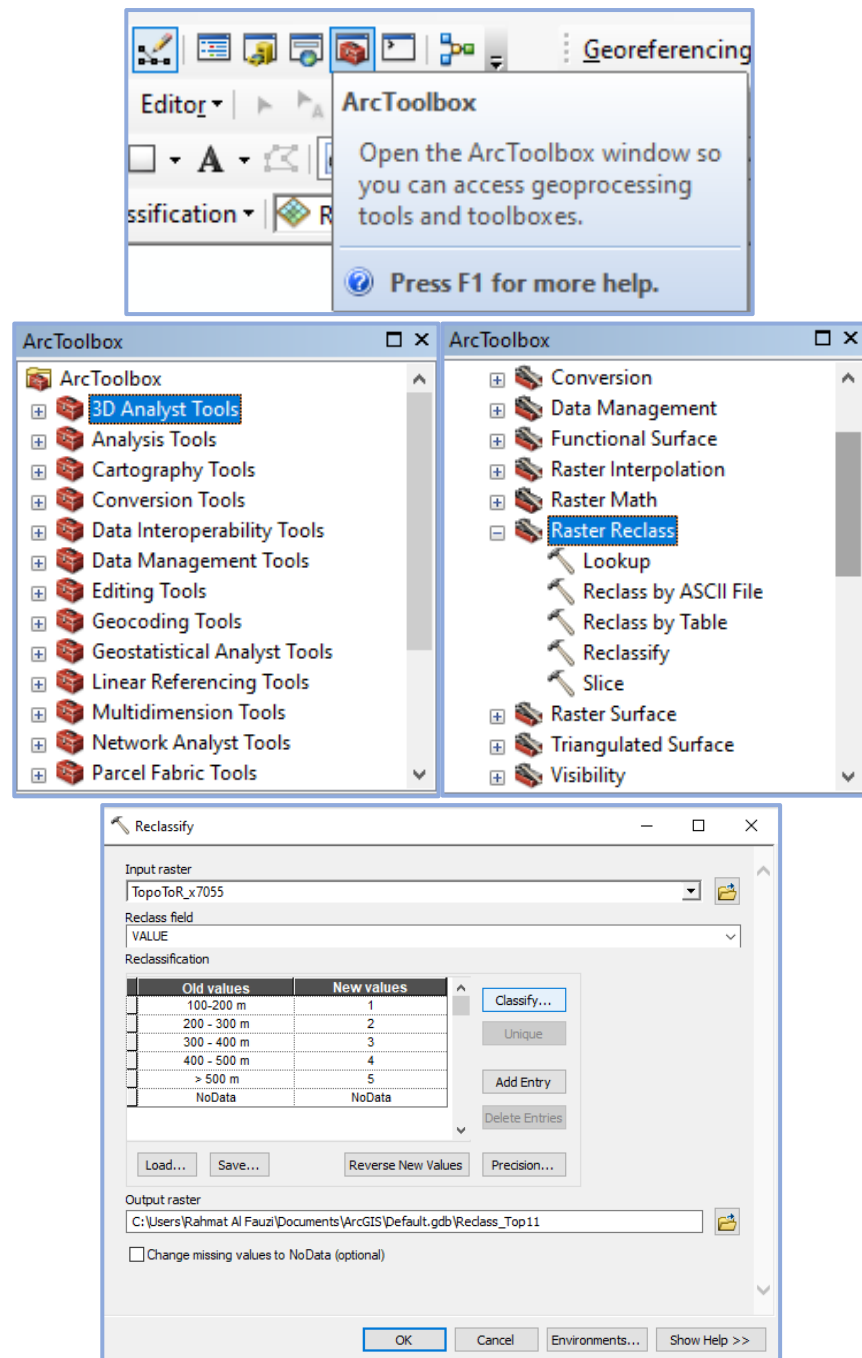 Georeferencing
Editor
ArcToolbox
Open the ArcToolbox window so
you can access geoprocessing
tools and toolboxes.
A
ssification
R
Press F1 for more help.
ArcToolbox
ArcToolbox
3D Analyst Tools
Analysis Tools
Cartography Tools
Conversion Tools
Data Interoperability Tools
Data Management Tools
Editing Tools
Geocoding Tools
Geostatistical Analyst Tools
Linear Referencing Tools
Multidimension Tools
Network Analyst Tools
Parcel Fabric Tools
ArcToolbox
Conversion
Data Management
Functional Surface
Raster Interpolation
Raster Math
Raster Reclass
Lookup
Reclass by ASCII File
Reclass by Table
Reclassify
Slice
Raster Surface
Triangulated Surface
Visibility
Reclassify
Input raster
TopoToR_x7055
Reclass field
VALUE
Reclassification
Old values New values
100-200 m 1
200 - 300 m 2
300 - 400 m 3
400 - 500 m 4
> 500 m 5
NoData NoData
Classify...
Unique
Add Entry
Delete Entries
Load... Save... Reverse New Values Precision...
Output raster
C:\Users\Rahmat Al Fauzi\Documents\ArcGIS\Default.gdb\Reclass_Top11
Change missing values to NoData (optional)
OK Cancel Environments... Show Help >>